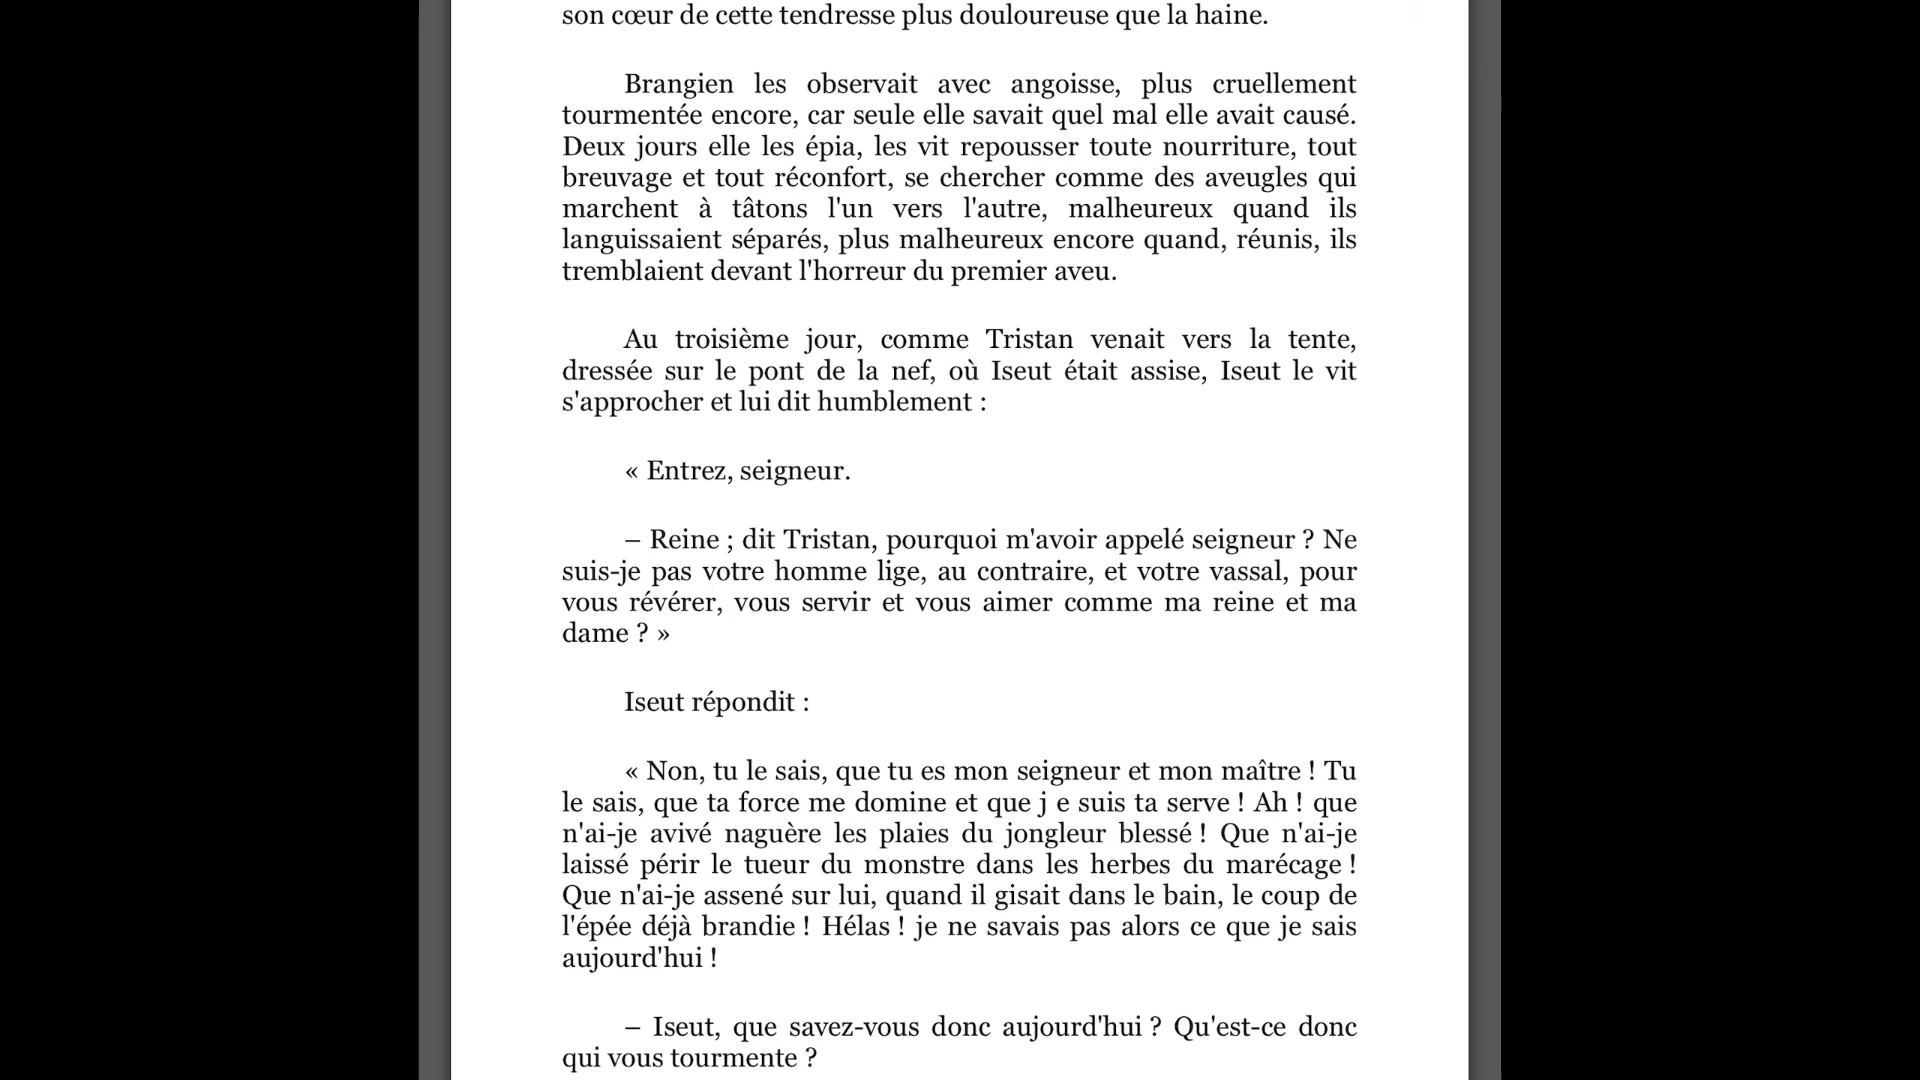 son cœur de cette tendresse plus douloureuse que la haine.
Brangien les observait avec angoisse, plus cruellement
tourmentée encore, car seule elle savait quel mal elle avait causé.
Deux jours elle les épia, les vit repousser toute nourriture, tout
breuvage et tout réconfort, se chercher comme des aveugles qui
marchent à tâtons l'un vers l'autre, malheureux quand ils
languissaient séparés, plus malheureux encore quand, réunis, ils
tremblaient devant l'horreur du premier aveu.
Au troisième jour, comme Tristan venait vers la tente,
dressée sur le pont de la nef, où Iseut était assise, Iseut le vit
s'approcher et lui dit humblement :
« Entrez, seigneur.
– Reine ; dit Tristan, pourquoi m'avoir appelé seigneur ? Ne
suis-je pas votre homme lige, au contraire, et votre vassal, pour
vous révérer, vous servir et vous aimer comme ma reine et ma
dame ? »
Iseut répondit :
« Non, tu le sais, que tu es mon seigneur et mon maître ! Tu
le sais, que ta force me domine et que j e suis ta serve ! Ah ! que
n'ai-je avivé naguère les plaies du jongleur blessé ! Que n'ai-je
laissé périr le tueur du monstre dans les herbes du marécage !
Que n'ai-je assené sur lui, quand il gisait dans le bain, le coup de
l'épée déjà brandie ! Hélas ! je ne savais pas alors ce que je sais
aujourd'hui !
– Iseut, que savez-vous donc aujourd'hui ? Qu'est-ce donc
qui vous tourmente ?